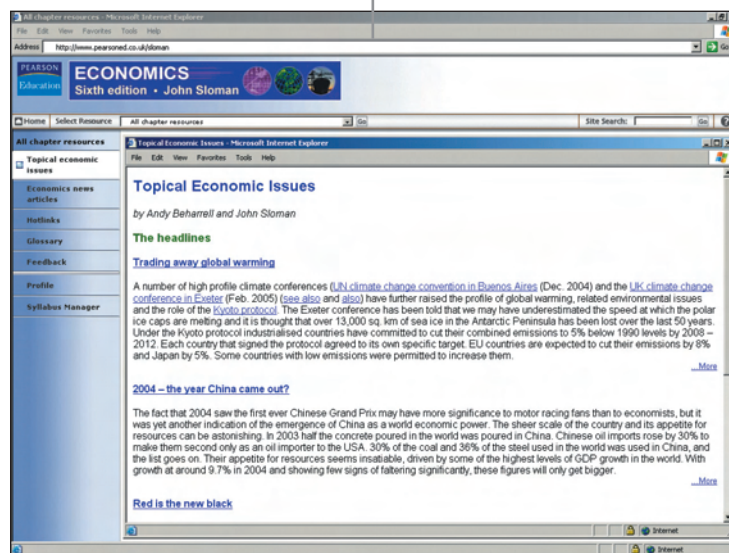 All chapter resources - Microsoft Internet Explorer
File Edit View Favorites Tools Help
Address http://www.pearsoned.co.uk/sloman Go
PEARSON
Education
ECONOMICS
Sixth edition • John Sloman
Home Select Resource All chapter resources Go Site Search: Go
All chapter resources
Topical economic
issues
Economics news
articles
Hotlinks
Glossary
Feedback
Profile
Syllabus Manager
Topical Economic Issues - Microsoft Internet Explorer
File Edit View Favorites Tools Help
Topical Economic Issues
by Andy Beharrell and John Sloman
The headlines
Trading away global warming
A number of high profile climate conferences (UN climate change convention in Buenos Aires (Dec. 2004) and the UK climate change
conference in Exeter (Feb. 2005) (see also and also) have further raised the profile of global warming, related environmental issues
and the role of the Kyoto protocol. The Exeter conference has been told that we may have underestimated the speed at which the polar
ice caps are melting and it is thought that over 13,000 sq. km of sea ice in the Antarctic Peninsula has been lost over the last 50 years.
Under the Kyoto protocol industrialised countries have committed to cut their combined emissions to 5% below 1990 levels by 2008 –
2012. Each country that signed the protocol agreed to its own specific target. EU countries are expected to cut their emissions by 8%
and Japan by 5%. Some countries with low emissions were permitted to increase them.
...More
2004 – the year China came out?
The fact that 2004 saw the first ever Chinese Grand Prix may have more significance to motor racing fans than to economists, but it
was yet another indication of the emergence of China as a world economic power. The sheer scale of the country and its appetite for
resources can be astonishing. In 2003 half the concrete poured in the world was poured in China. Chinese oil imports rose by 30% to
make them second only as an oil importer to the USA. 30% of the coal and 36% of the steel used in the world was used in China, and
the list goes on. Their appetite for resources seems insatiable, driven by some of the highest levels of GDP growth in the world. With
growth at around 9.7% in 2004 and showing few signs of faltering significantly, these figures will only get bigger.
...More
Red is the new black
Internet
Internet